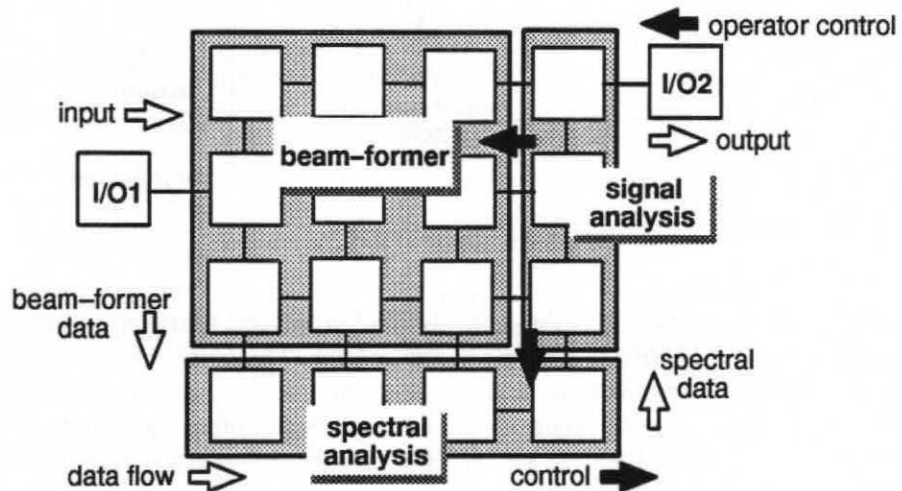 operator control
I/O2
input
beam–former
output
I/O1
signal
analysis
beam–former
data
spectral
data
spectral
analysis
data flow
control